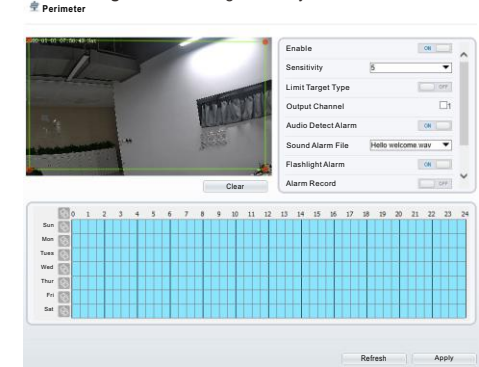 Perimeter
Enable ON
Sensitivity 5
Limit Target Type OFF
Output Channel 1
Audio Detect Alarm ON
Sound Alarm File Hello welcome.wav
Flashlight Alarm ON
Alarm Record OFF
Clear
0 1 2 3 4 5 6 7 8 9 10 11 12 13 14 15 16 17 18 19 20 21 22 23 24
Sun
Mon
Tues
Wed
Thur
Fri
Sat
Refresh Apply